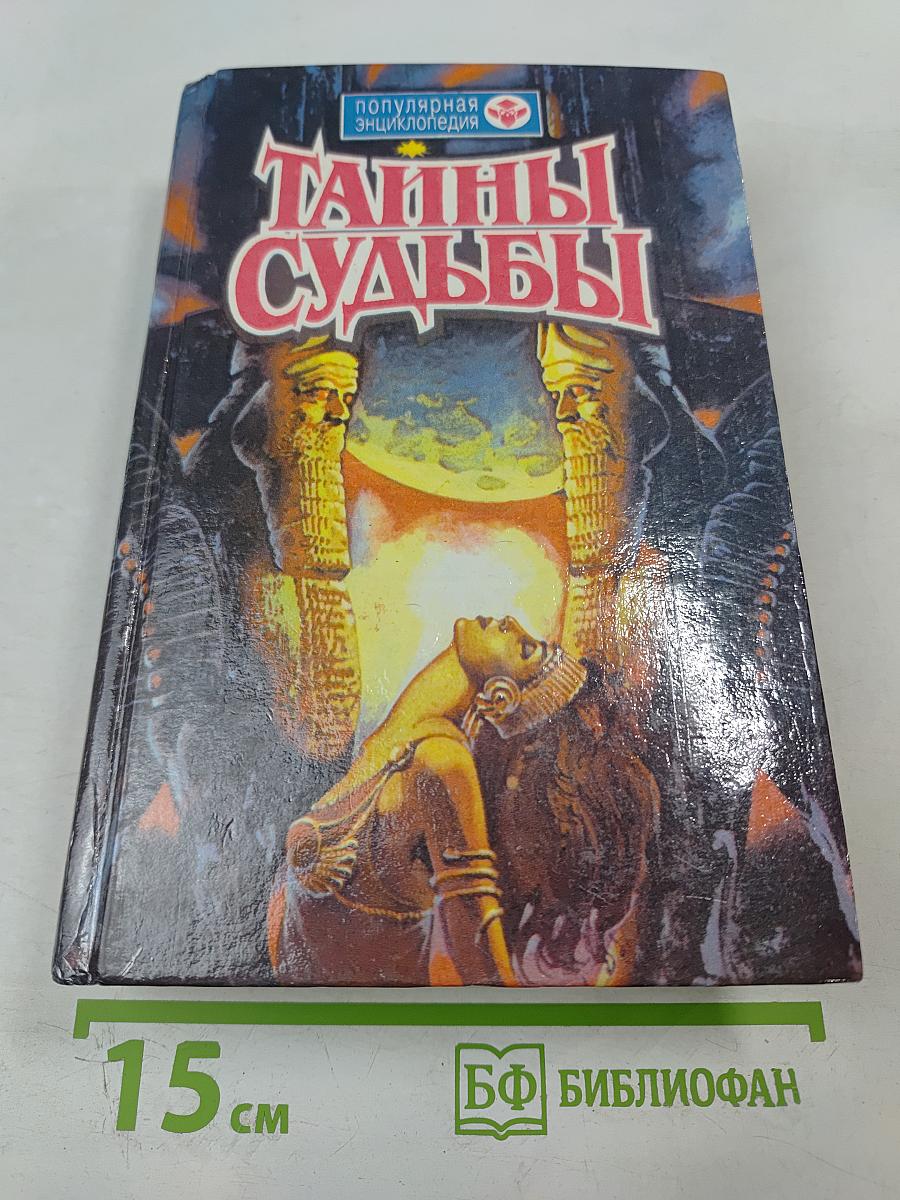 популярная
энциклопедия
ТАЙНЫ
СУДЬБЫ
15 см
БФ БИБЛИОФАН